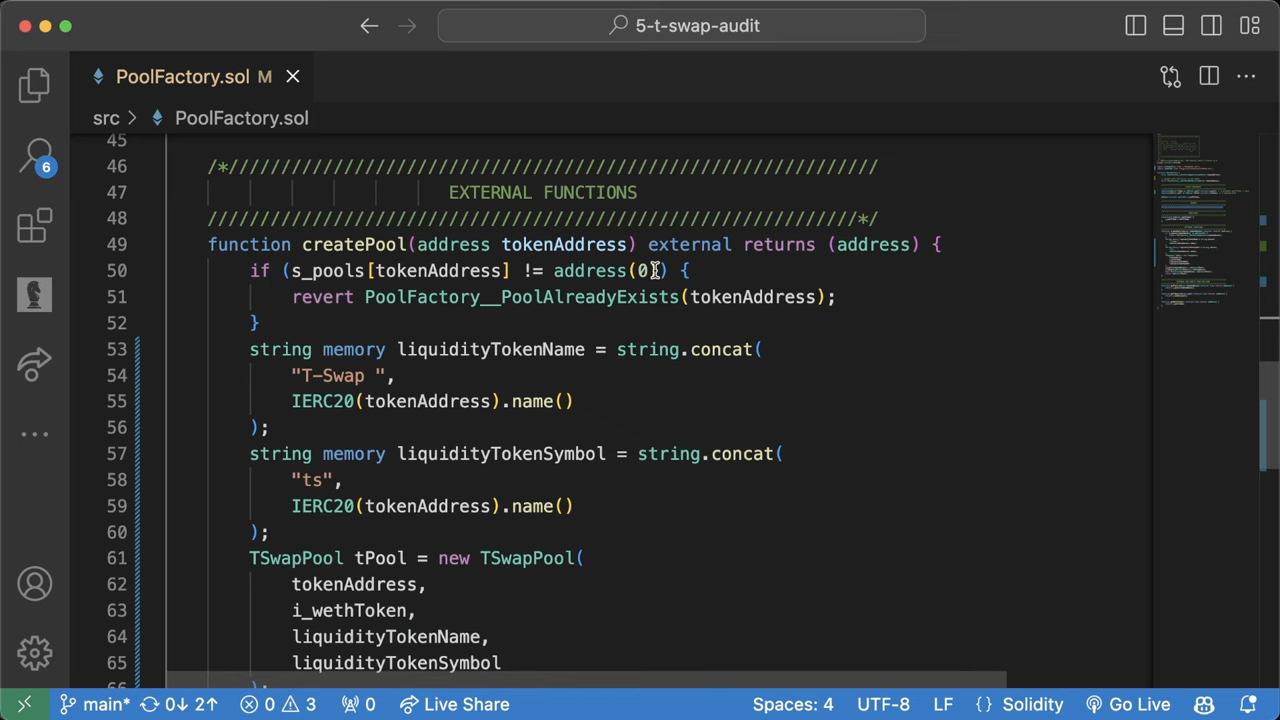 5-t-swap-audit
PoolFactory.sol M
src > PoolFactory.sol
45
46 /*//////////////////////////////////////////////////////////////
47 EXTERNAL FUNCTIONS
48 //////////////////////////////////////////////////////////////*/
49 function createPool(address tokenAddress) external returns (address) {
50 if (s_pools[tokenAddress] != address(0)) {
51 revert PoolFactory__PoolAlreadyExists(tokenAddress);
52 }
53 string memory liquidityTokenName = string.concat(
54 "T-Swap ",
55 IERC20(tokenAddress).name()
56 );
57 string memory liquidityTokenSymbol = string.concat(
58 "ts",
59 IERC20(tokenAddress).name()
60 );
61 TSwapPool tPool = new TSwapPool(
62 tokenAddress,
63 i_wethToken,
64 liquidityTokenName,
65 liquidityTokenSymbol
66 );
6
main* 0↓ 2↑ 0 3 0 Live Share Spaces: 4 UTF-8 LF {} Solidity Go Live